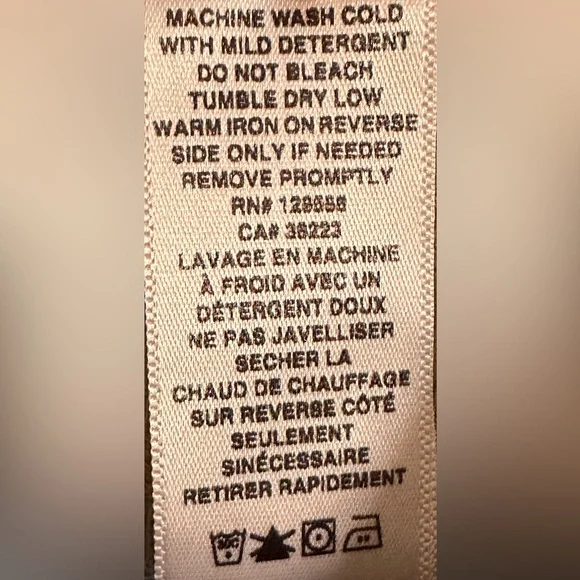 MACHINE WASH COLD
WITH MILD DETERGENT
DO NOT BLEACH
TUMBLE DRY LOW
WARM IRON ON REVERSE
SIDE ONLY IF NEEDED
REMOVE PROMPTLY
RN#
CA# 36223
LAVAGE EN MACHINE
À FROID AVEC UN
DÉTERGENT DOUX
NE PAS JAVELLISER
SECHER LA
CHAUD DE CHAUFFAGE
SUR REVERSE CÔTÉ
SEULEMENT
SINÉCESSAIRE
RETIRER RAPIDEMENT